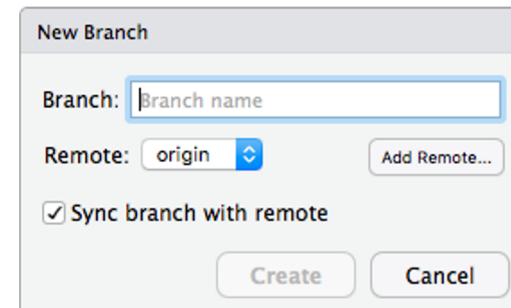 New Branch
Branch: Branch name
Remote: origin Add Remote...
Sync branch with remote
Create Cancel